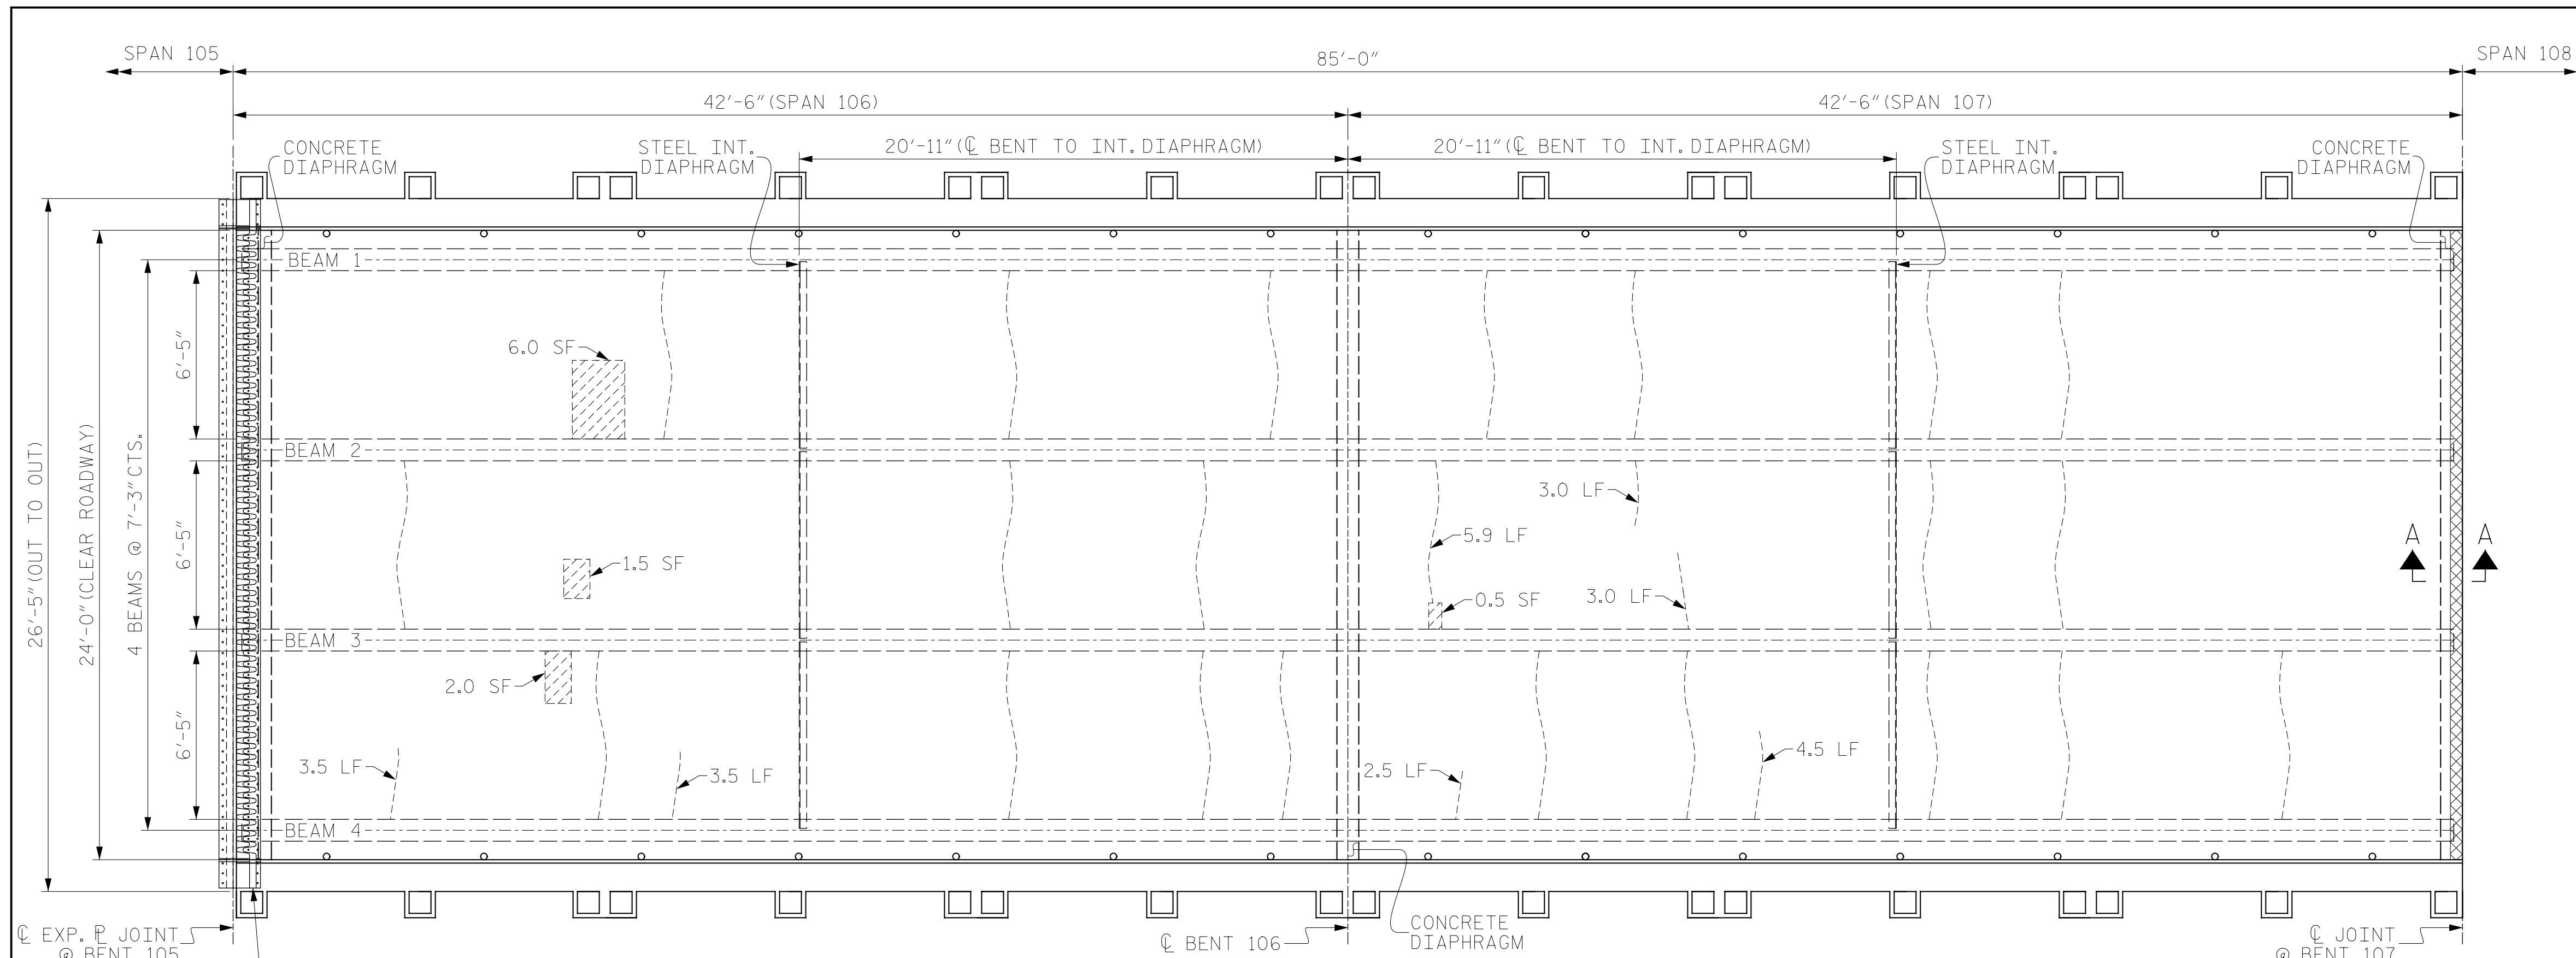 SPAN 105
85'-0"
SPAN 108
42'-6"(SPAN 106)
42'-6"(SPAN 107)
CONCRETE
DIAPHRAGM
STEEL INT.
DIAPHRAGM
20'-11"(℄ BENT TO INT. DIAPHRAGM)
20'-11"(℄ BENT TO INT. DIAPHRAGM)
STEEL INT.
DIAPHRAGM
CONCRETE
DIAPHRAGM
26'-5"(OUT TO OUT)
24'-0"(CLEAR ROADWAY)
4 BEAMS @ 7'-3"CTS.
6'-5"
6'-5"
6'-5"
BEAM 1
6.0 SF
BEAM 2
3.0 LF
5.9 LF
1.5 SF
0.5 SF
3.0 LF
A
A
BEAM 3
2.0 SF
3.5 LF
3.5 LF
2.5 LF
4.5 LF
BEAM 4
℄ EXP. ⅊ JOINT
@ BENT 105
℄ BENT 106
CONCRETE
DIAPHRAGM
℄ JOINT
@ BENT 107